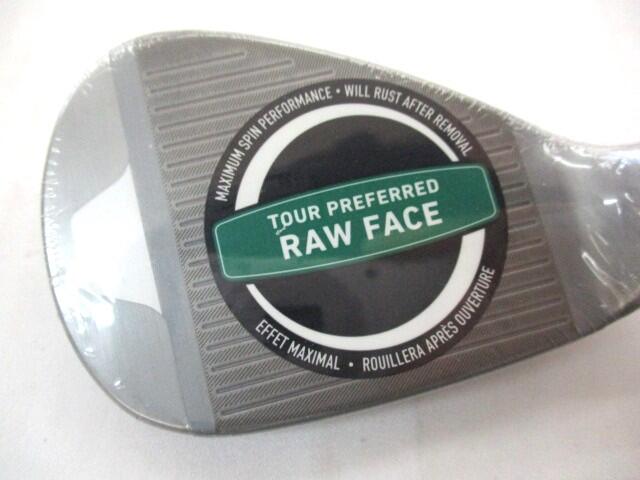 MAXIMUM SPIN PERFORMANCE • WILL RUST AFTER REMOVAL
TOUR PREFERRED
RAW FACE
EFFET MAXIMAL • ROUILLERA APRÈS OUVERTURE